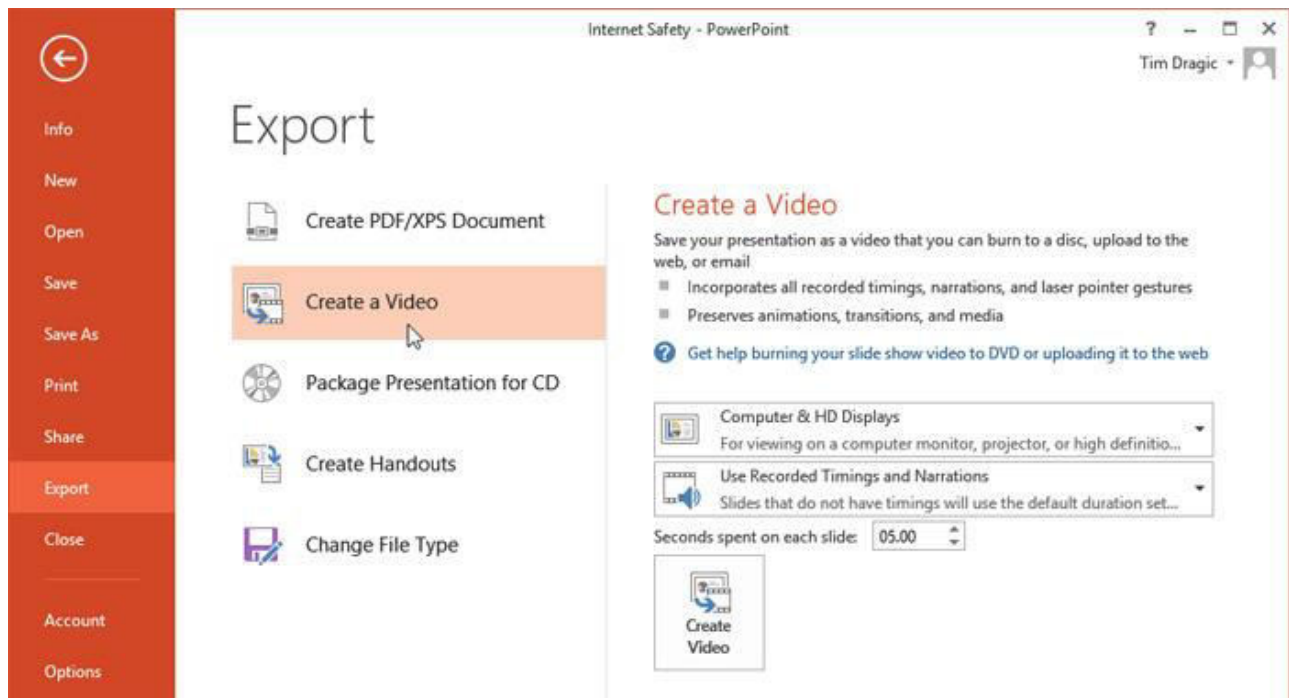 Internet Safety - PowerPoint
?
Tim Dragic
Info
New
Open
Save
Save As
Print
Share
Export
Close
Account
Options
Export
Create PDF/XPS Document
Create a Video
Package Presentation for CD
Create Handouts
Change File Type
Create a Video
Save your presentation as a video that you can burn to a disc, upload to the
web, or email
Incorporates all recorded timings, narrations, and laser pointer gestures
Preserves animations, transitions, and media
? Get help burning your slide show video to DVD or uploading it to the web
Computer & HD Displays
For viewing on a computer monitor, projector, or high definitio...
Use Recorded Timings and Narrations
Slides that do not have timings will use the default duration set...
Seconds spent on each slide: 05.00
Create
Video